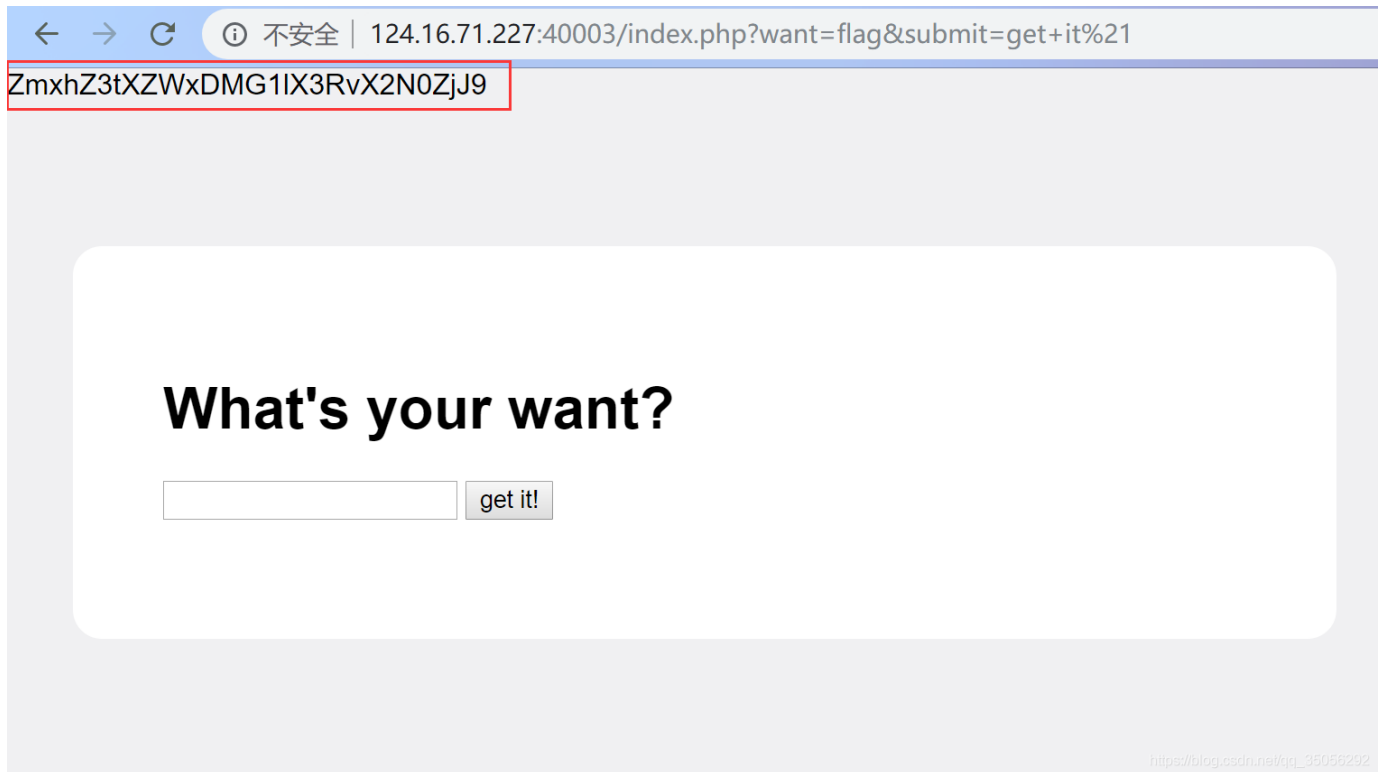 不安全 124.16.71.227:40003/index.php?want=flag&submit=get+it%21
ZmxhZ3tXZWxDMG1lX3RvX2N0ZjJ9
What's your want?
get it!
https://blog.csdn.net/qq_35056292